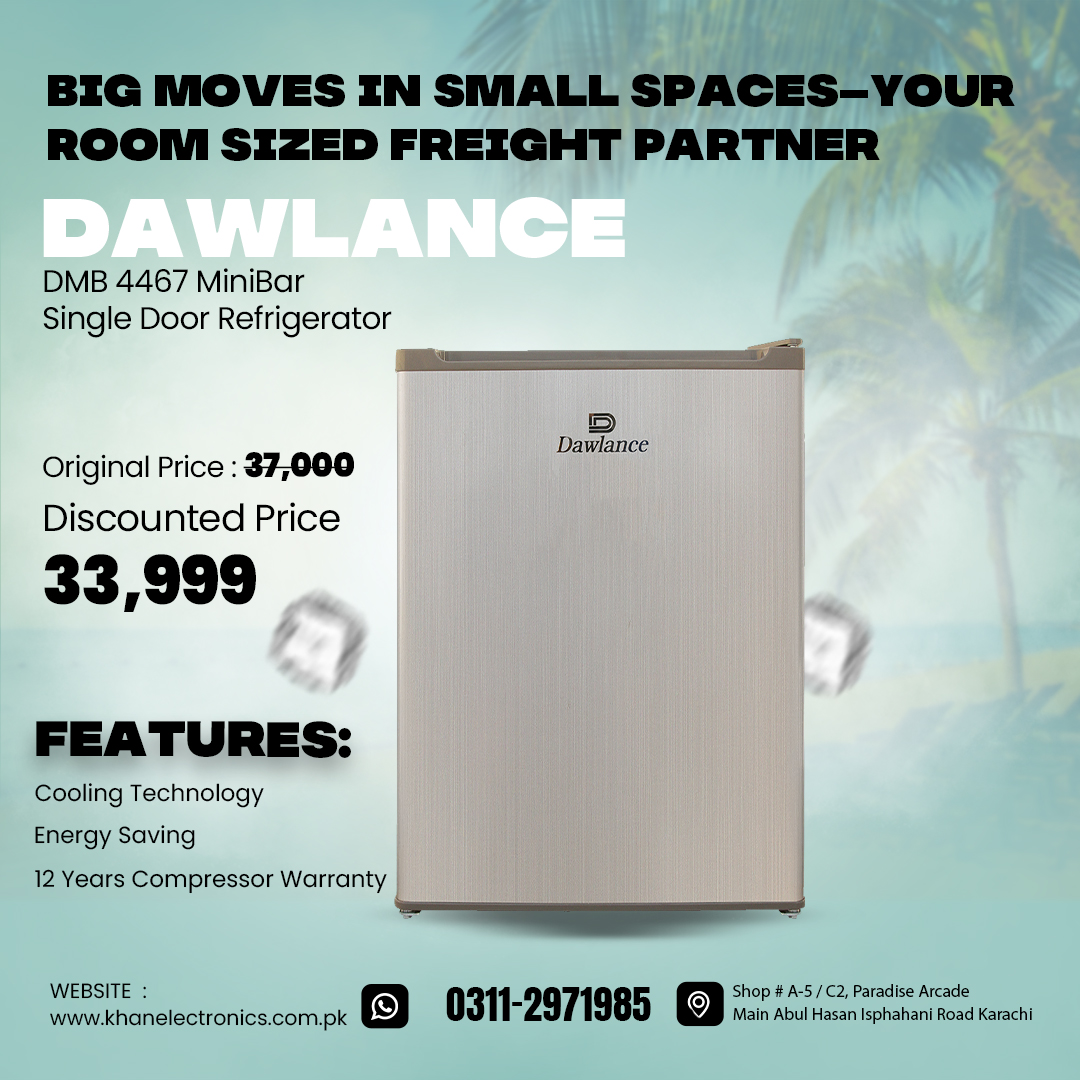 BIG MOVES IN SMALL SPACES—YOUR
ROOM SIZED FREIGHT PARTNER
DAWLANCE
DMB 4467 MiniBar
Single Door Refrigerator
Dawlance
Original Price : 37,000
Discounted Price
33,999
FEATURES:
Cooling Technology
Energy Saving
12 Years Compressor Warranty
WEBSITE :
www.khanelectronics.com.pk
0311-2971985
Shop # A-5 / C2, Paradise Arcade
Main Abul Hasan Isphahani Road Karachi